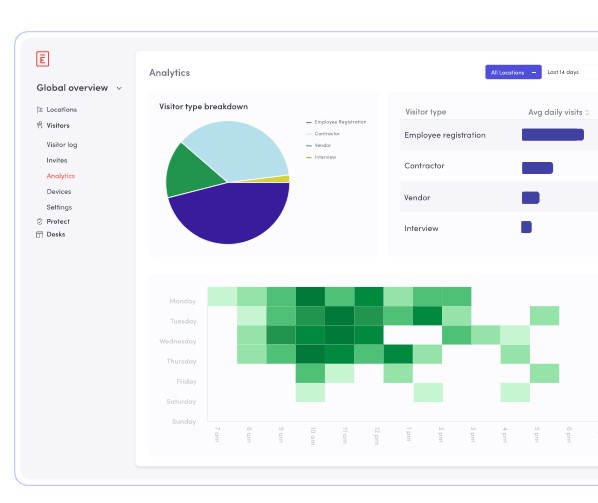 E
Global overview
Locations
Visitors
Visitor log
Invites
Analytics
Devices
Settings
Protect
Desks
Analytics
All Locations
Last 14 days
Visitor type breakdown
Employee Registration
Contractor
Vendor
Interview
Visitor type Avg daily visits
Employee registration
Contractor
Vendor
Interview
Monday
Tuesday
Wednesday
Thursday
Friday
Saturday
Sunday
7 am 8 am 9 am 10 am 11 am 12 pm 1 pm 2 pm 3 pm 4 pm 5 pm 6 pm